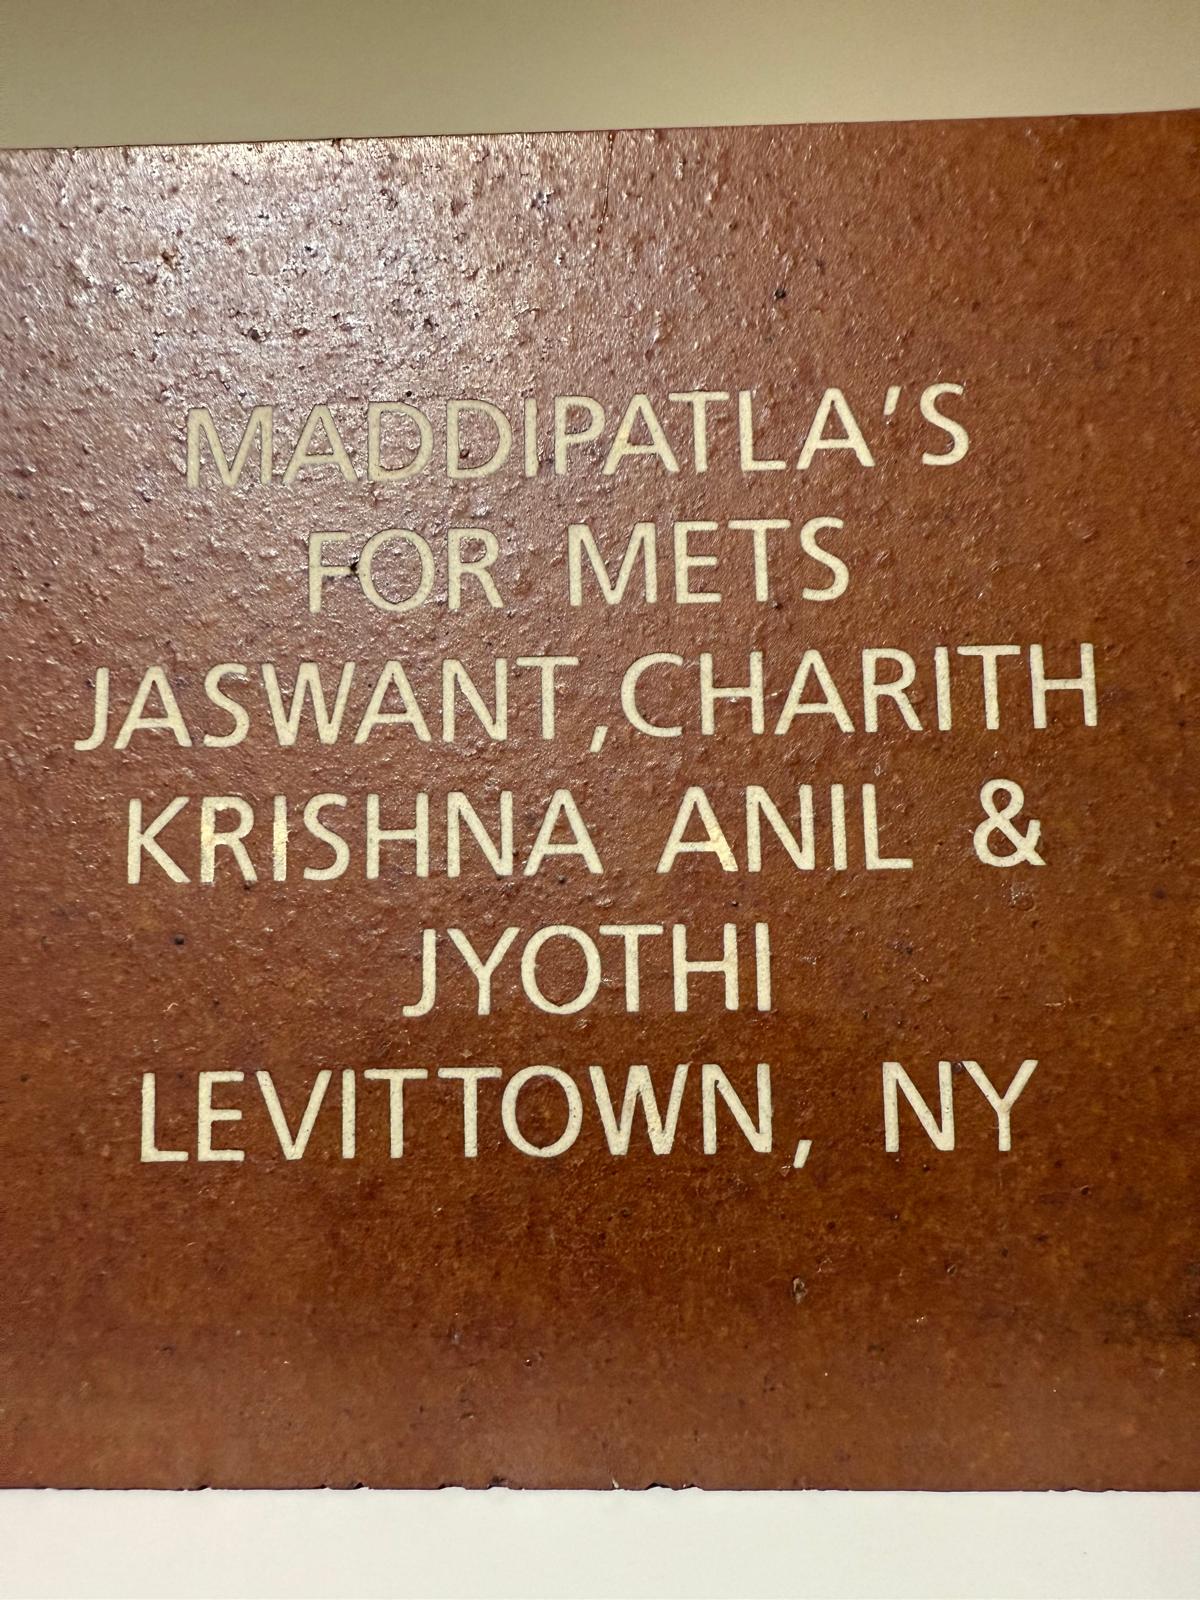 MADDIPATLA'S
FOR METS
JASWANT,CHARITH
KRISHNA ANIL &
JYOTHI
LEVITTOWN, NY